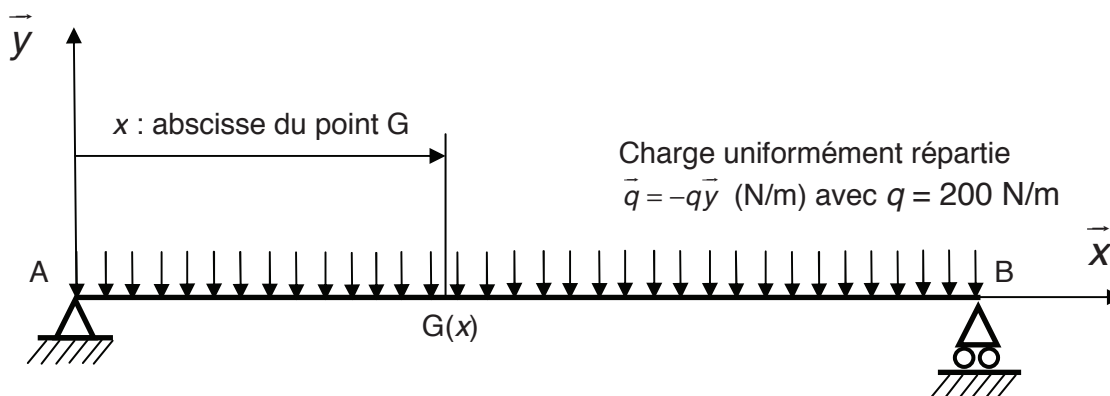 y
x : abscisse du point G
Charge uniformément répartie
q = –qy (N/m) avec q = 200 N/m
A
B
x
G(x)